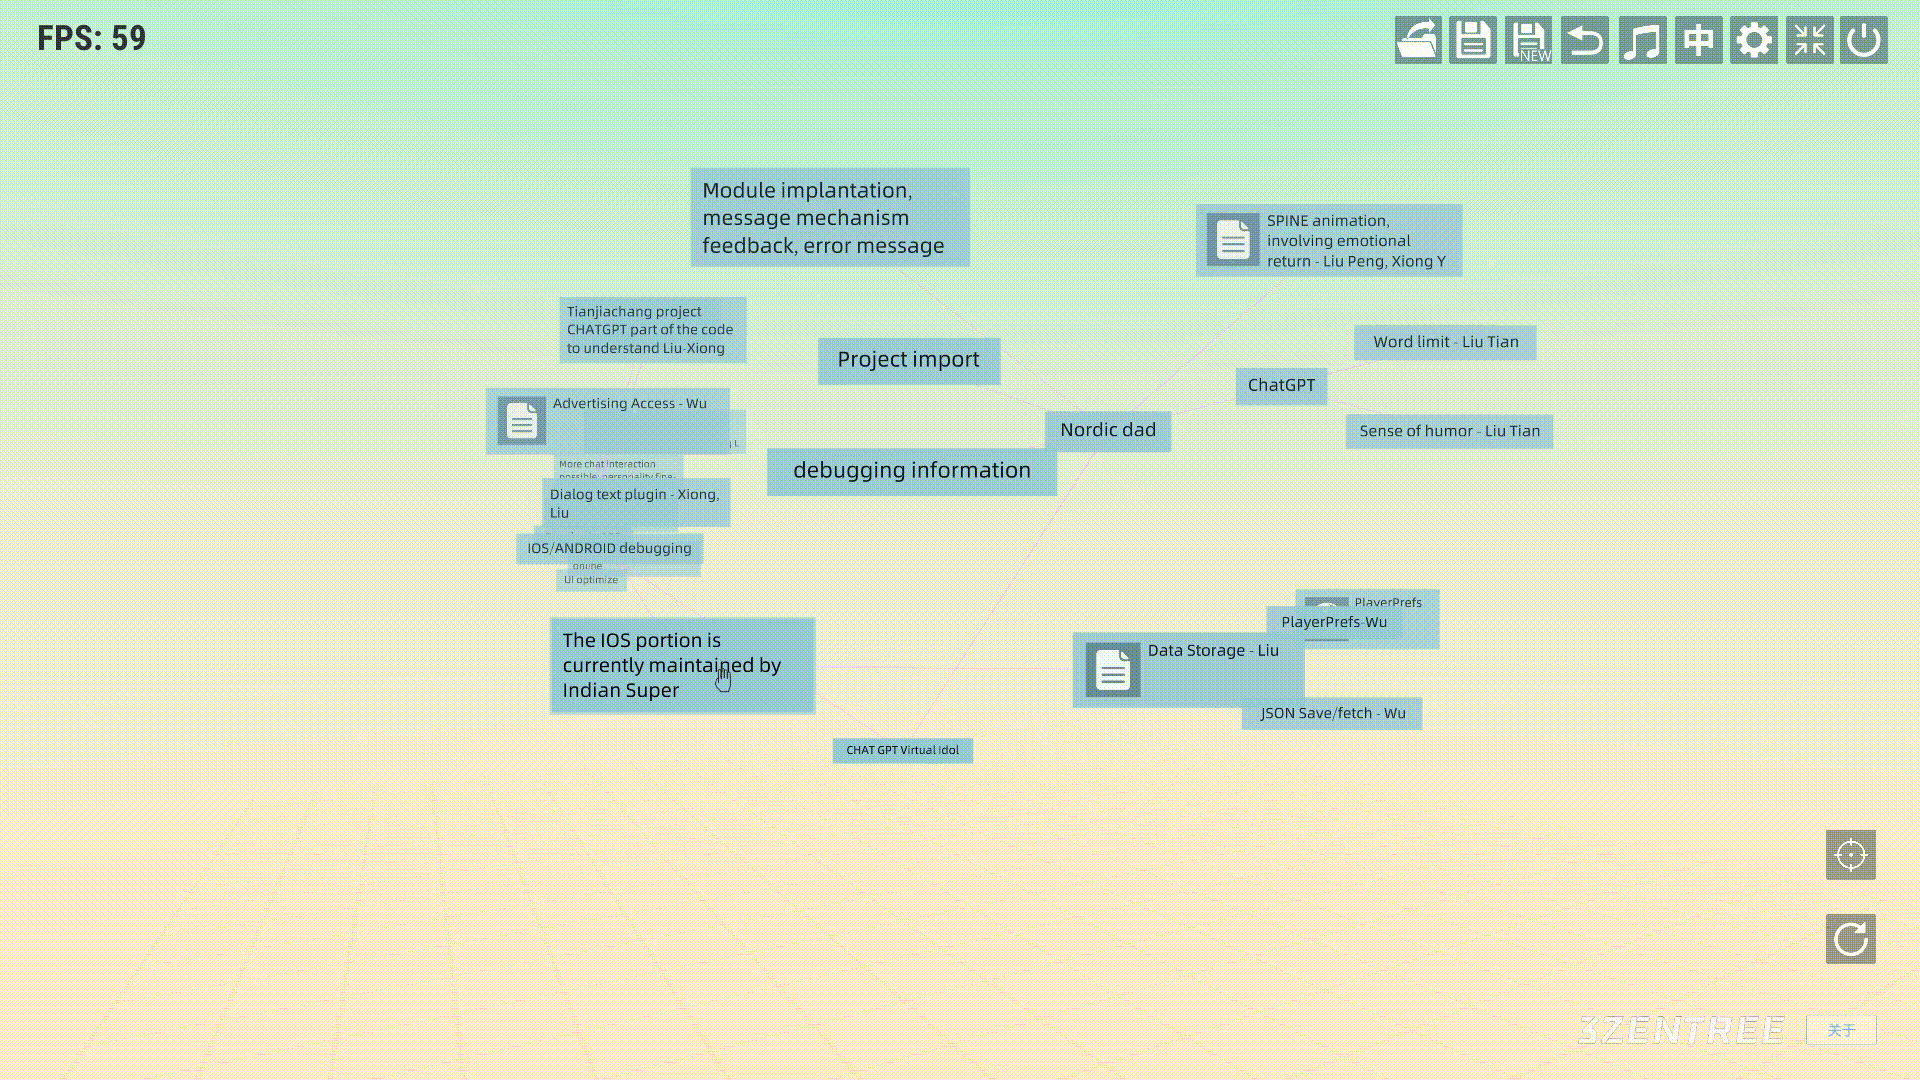 FPS: 59
NEW
中
Module implantation,
message mechanism
feedback, error message
SPINE animation,
involving emotional
return - Liu Peng, Xiong Y
Tianjiachang project
CHATGPT part of the code
to understand Liu-Xiong
Project import
Word limit - Liu Tian
ChatGPT
Advertising Access - Wu
Nordic dad
Sense of humor - Liu Tian
More chat interaction
debugging information
Dialog text plugin - Xiong,
Liu
IOS/ANDROID debugging
online
UI optimize
The IOS portion is
currently maintained by
Indian Super
PlayerPrefs
PlayerPrefs-Wu
Data Storage - Liu
JSON Save/fetch - Wu
CHAT GPT Virtual Idol
3ZENTREE
关于